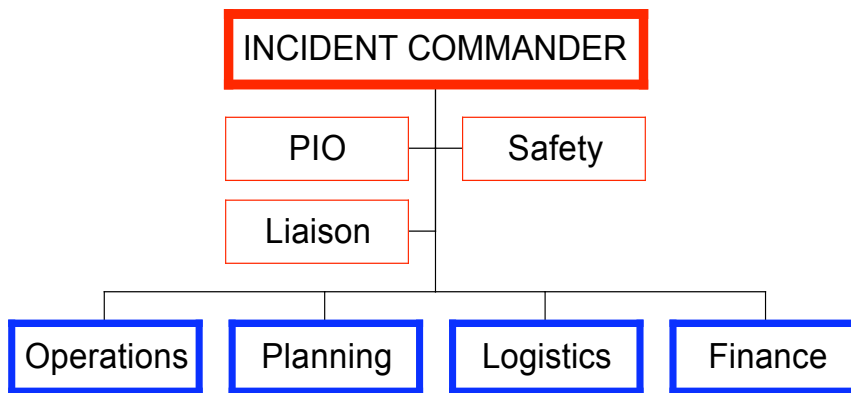 INCIDENT COMMANDER
PIO
Safety
Liaison
Operations
Planning
Logistics
Finance